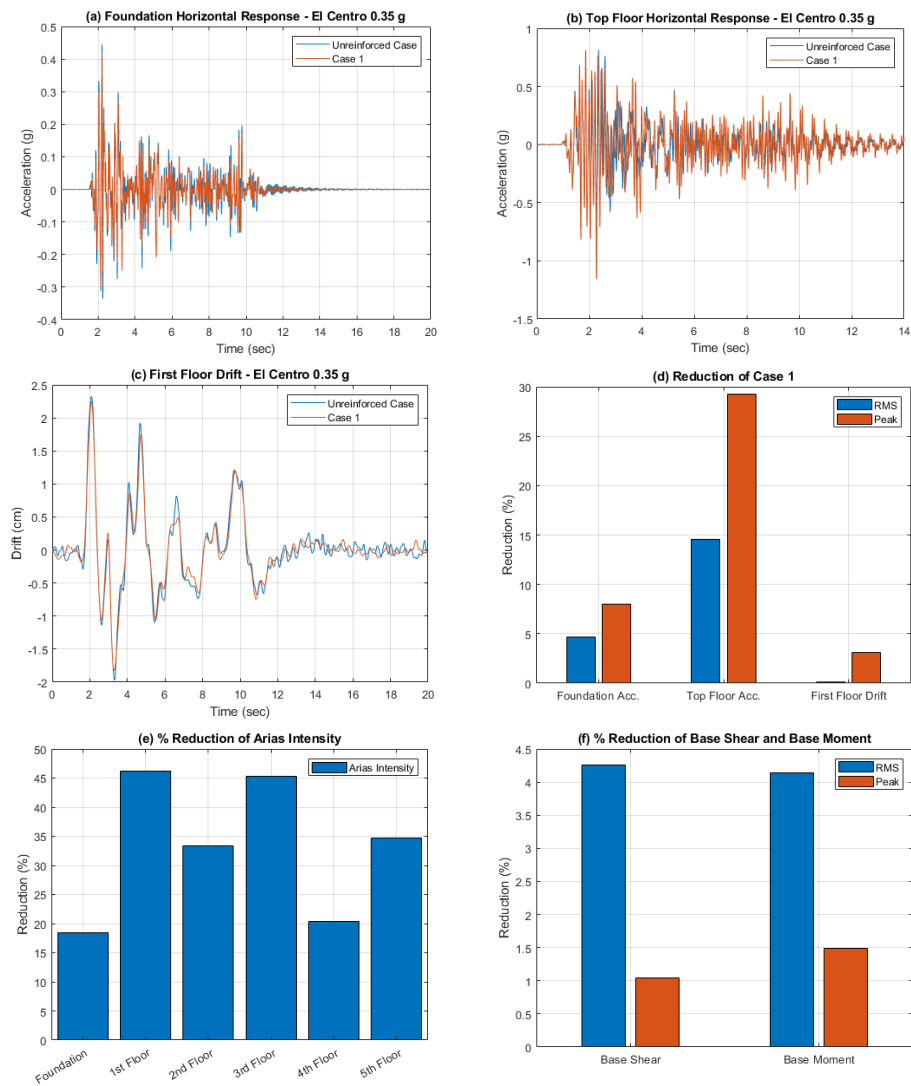 (a) Foundation Horizontal Response - El Centro 0.35 g
Unreinforced Case
Case 1
Acceleration (g)
0.5
0.4
0.3
0.2
0.1
0
-0.1
-0.2
-0.3
-0.4
0 2 4 6 8 10 12 14 16 18 20
Time (sec)
(b) Top Floor Horizontal Response - El Centro 0.35 g
Unreinforced Case
Case 1
Acceleration (g)
1
0.5
0
-0.5
-1
-1.5
0 2 4 6 8 10 12 14
Time (sec)
(c) First Floor Drift - El Centro 0.35 g
Unreinforced Case
Case 1
Drift (cm)
2.5
2
1.5
1
0.5
0
-0.5
-1
-1.5
-2
0 2 4 6 8 10 12 14 16 18 20
Time (sec)
(d) Reduction of Case 1
RMS
Peak
Reduction (%)
30
25
20
15
10
5
0
Foundation Acc. Top Floor Acc. First Floor Drift
(e) % Reduction of Arias Intensity
Arias Intensity
Reduction (%)
50
45
40
35
30
25
20
15
10
5
0
Foundation 1st Floor 2nd Floor 3rd Floor 4th Floor 5th Floor
(f) % Reduction of Base Shear and Base Moment
RMS
Peak
Reduction (%)
4.5
4
3.5
3
2.5
2
1.5
1
0.5
0
Base Shear Base Moment